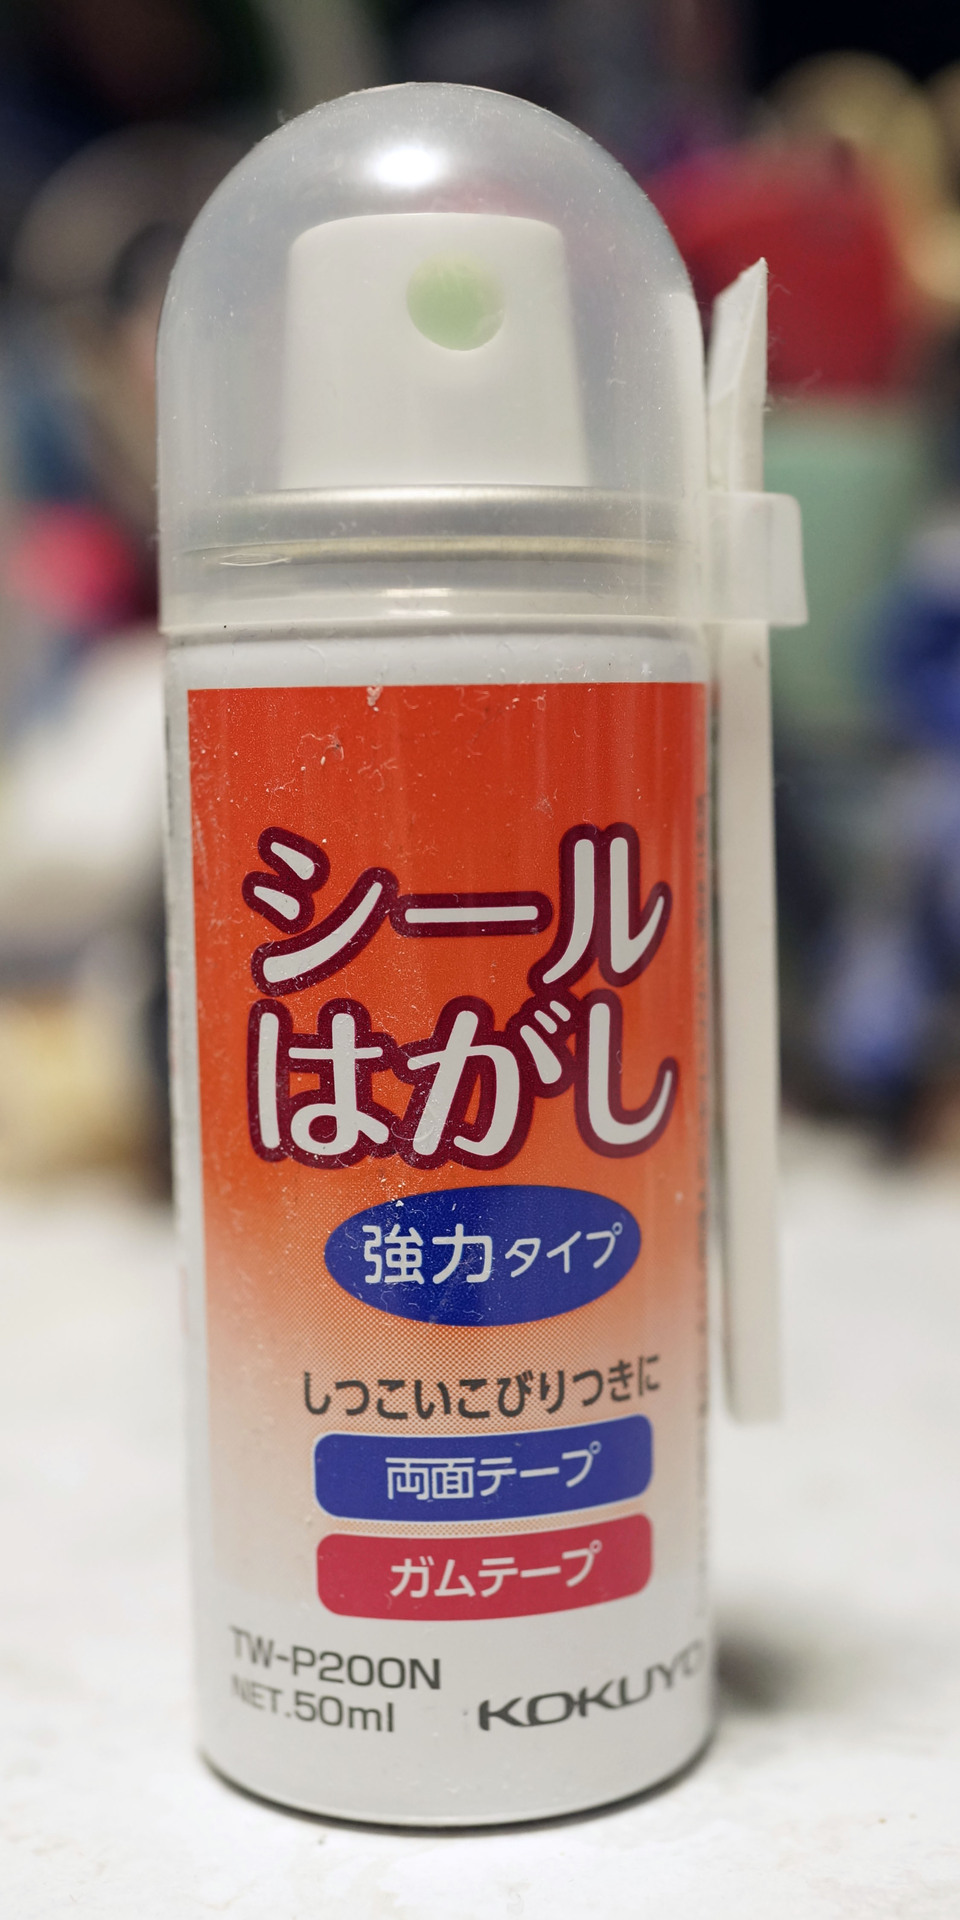 シール
はがし
強力タイプ
しつこいこびりつきに
両面テープ
ガムテープ
TW-P200N
NET.50ml
KOKUYO